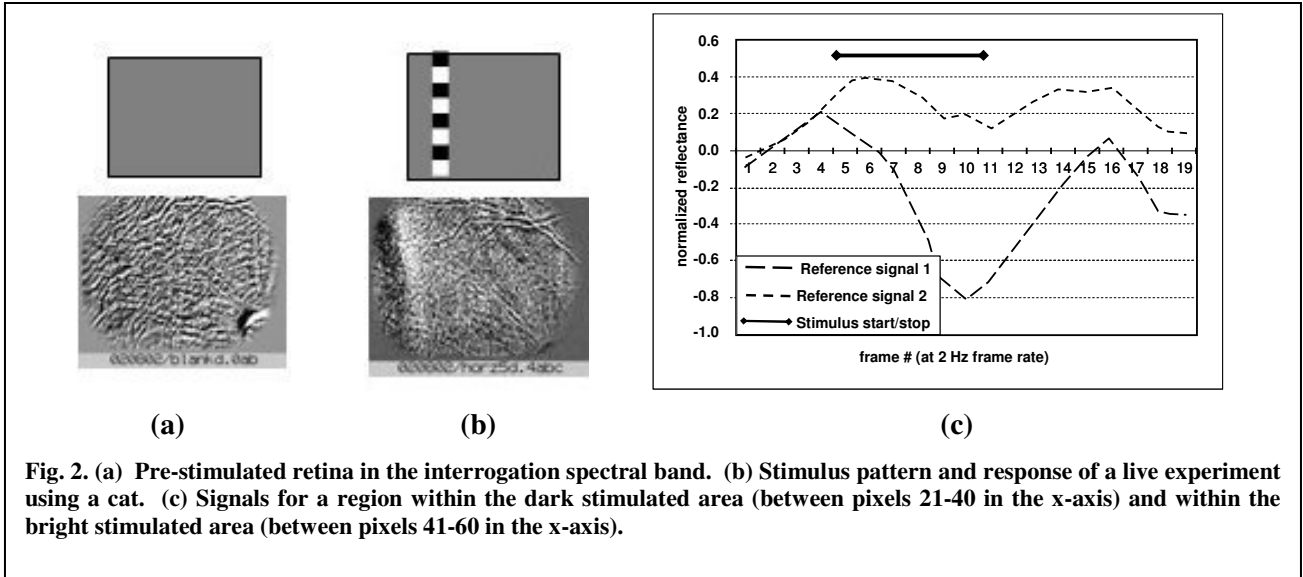 020802/blankd.0ab
020802/horz5d.4abc
(a)
(b)
0.6
0.4
0.2
0.0
-0.2
-0.4
-0.6
-0.8
-1.0
normalized reflectance
1 2 3 4 5 6 7 8 9 10 11 12 13 14 15 16 17 18 19
Reference signal 1
Reference signal 2
Stimulus start/stop
frame # (at 2 Hz frame rate)
(c)
Fig. 2. (a) Pre-stimulated retina in the interrogation spectral band. (b) Stimulus pattern and response of a live experiment
using a cat. (c) Signals for a region within the dark stimulated area (between pixels 21-40 in the x-axis) and within the
bright stimulated area (between pixels 41-60 in the x-axis).